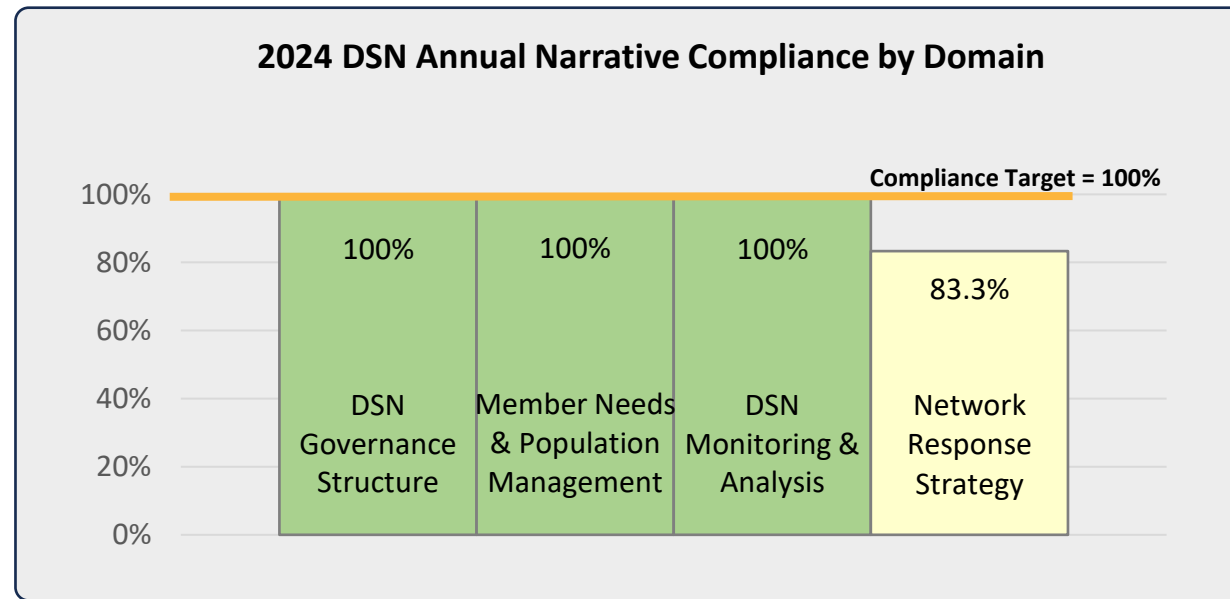 2024 DSN Annual Narrative Compliance by Domain
Compliance Target = 100%
100%
80%
60%
40%
20%
0%
100%
100%
100%
83.3%
DSN
Governance
Structure
Member Needs
& Population
Management
DSN
Monitoring &
Analysis
Network
Response
Strategy